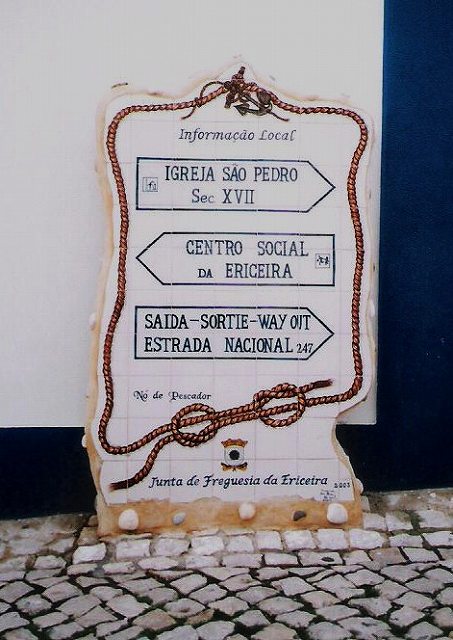 Informação Local
IGREJA SÃO PEDRO
Sec XVII
CENTRO SOCIAL
DA ERICEIRA
SAIDA-SORTIE-WAY OUT
ESTRADA NACIONAL 247
Nó de Pescador
Junta de Freguesia da Ericeira 2003